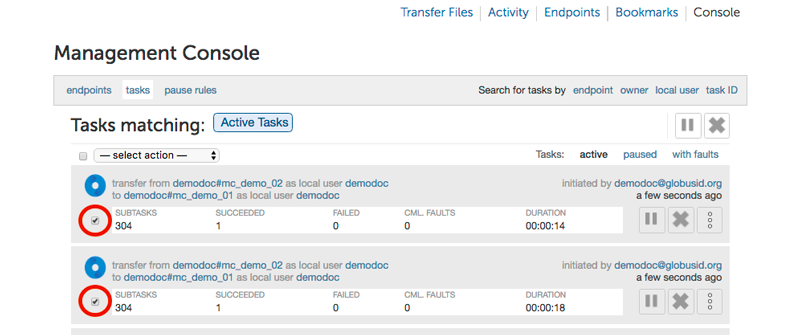 Transfer Files Activity Endpoints Bookmarks Console
Management Console
endpoints tasks pause rules Search for tasks by endpoint owner local user task ID
Tasks matching: Active Tasks
— select action — Tasks: active paused with faults
transfer from demodoc#mc_demo_02 as local user demodoc initiated by demodoc@globusid.org
to demodoc#mc_demo_01 as local user demodoc a few seconds ago
SUBTASKS SUCCEEDED FAILED CML. FAULTS DURATION
304 1 0 0 00:00:14
transfer from demodoc#mc_demo_02 as local user demodoc initiated by demodoc@globusid.org
to demodoc#mc_demo_01 as local user demodoc a few seconds ago
SUBTASKS SUCCEEDED FAILED CML. FAULTS DURATION
304 1 0 0 00:00:18